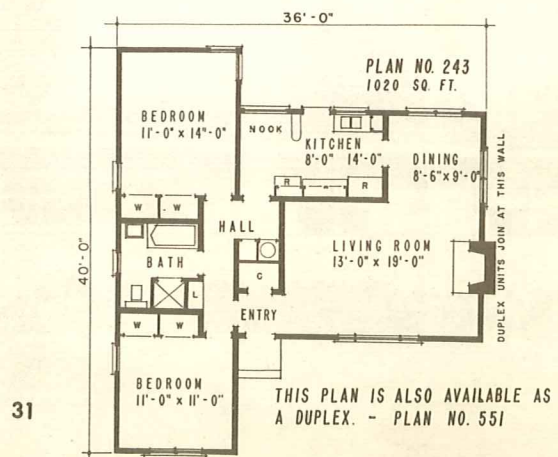 36'-0"
PLAN NO. 243
1020 SQ. FT.
BEDROOM
11'-0" x 14'-0"
NOOK
KITCHEN
8'-0" 14'-0"
DINING
8'-6" x 9'-0"
R
R
W
W
HALL
LIVING ROOM
13'-0" x 19'-0"
BATH
C
L
ENTRY
W
W
BEDROOM
11'-0" x 11'-0"
40'-0"
DUPLEX UNITS JOIN AT THIS WALL
THIS PLAN IS ALSO AVAILABLE AS
A DUPLEX. - PLAN NO. 551
31